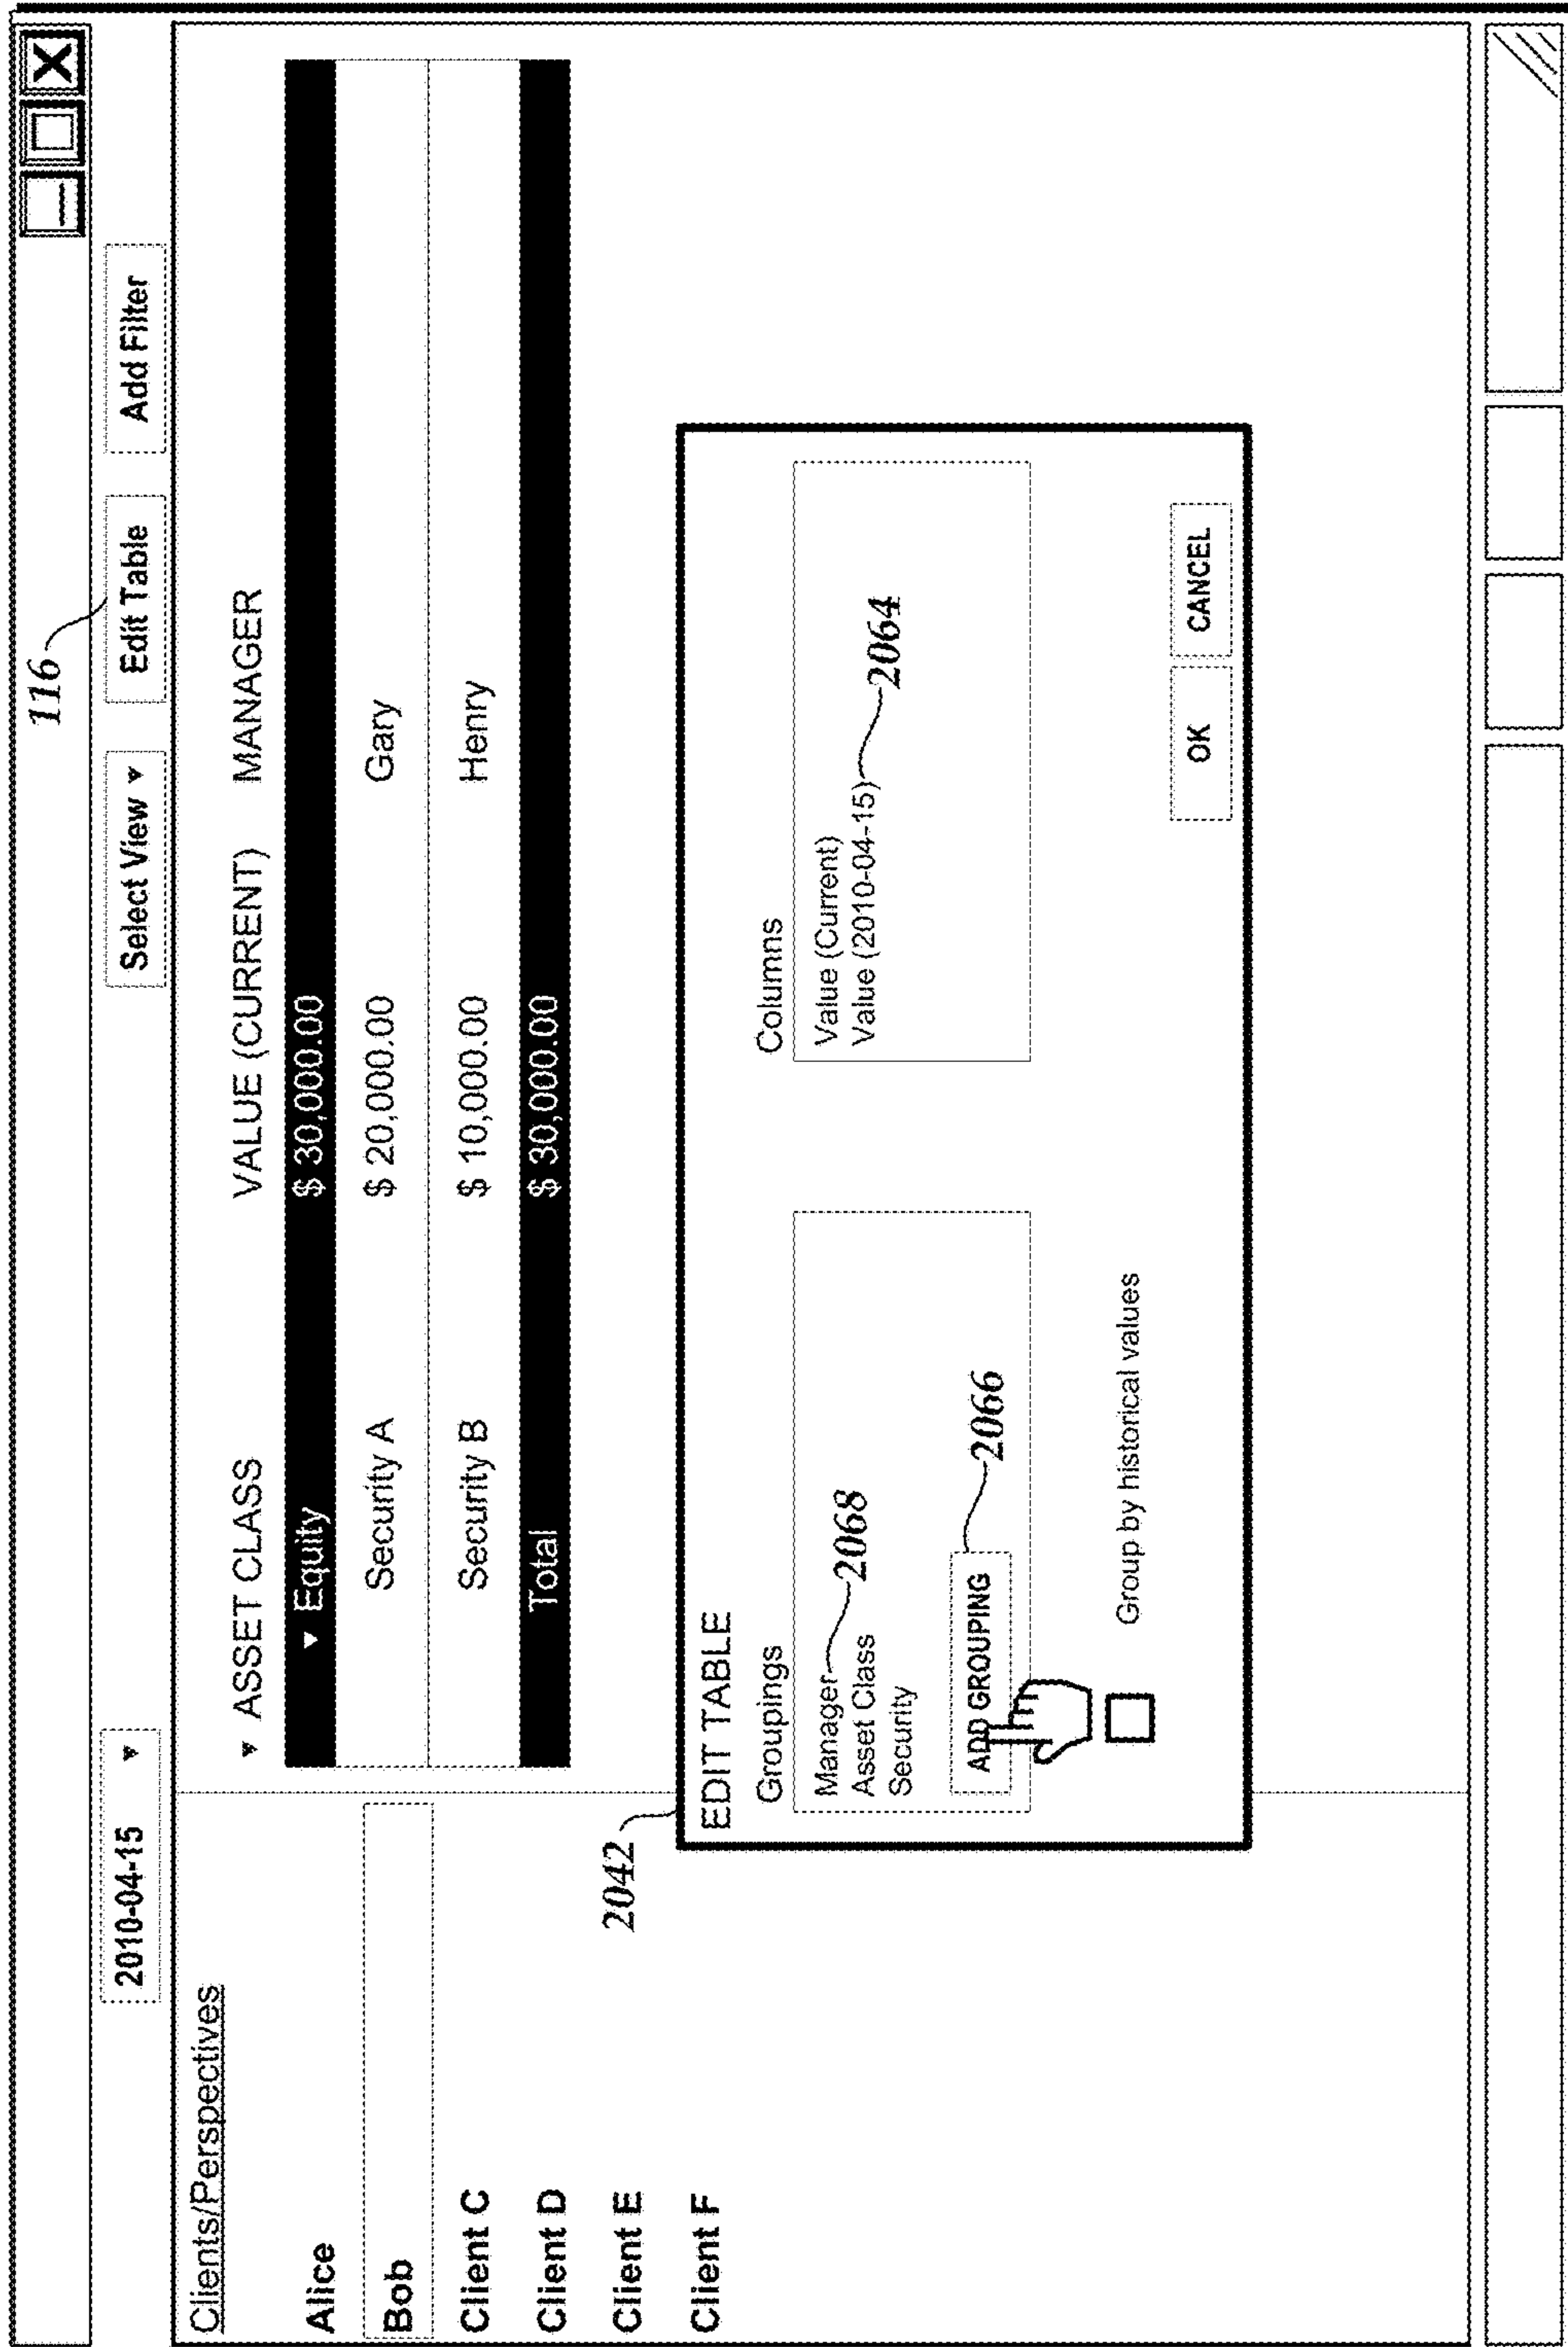 116
2010-04-15 ▼ Select View ▼ Edit Table Add Filter
Clients/Perspectives
Alice
Bob
Client C
Client D
Client E
Client F
▼ ASSET CLASS VALUE (CURRENT) MANAGER
▼ Equity $ 30,000.00
Security A $ 20,000.00 Gary
Security B $ 10,000.00 Henry
Total $ 30,000.00
2042
EDIT TABLE
Groupings
Manager 2068
Asset Class
Security
ADD GROUPING 2066
Group by historical values
Columns
Value (Current)
Value (2010-04-15) 2064
OK CANCEL